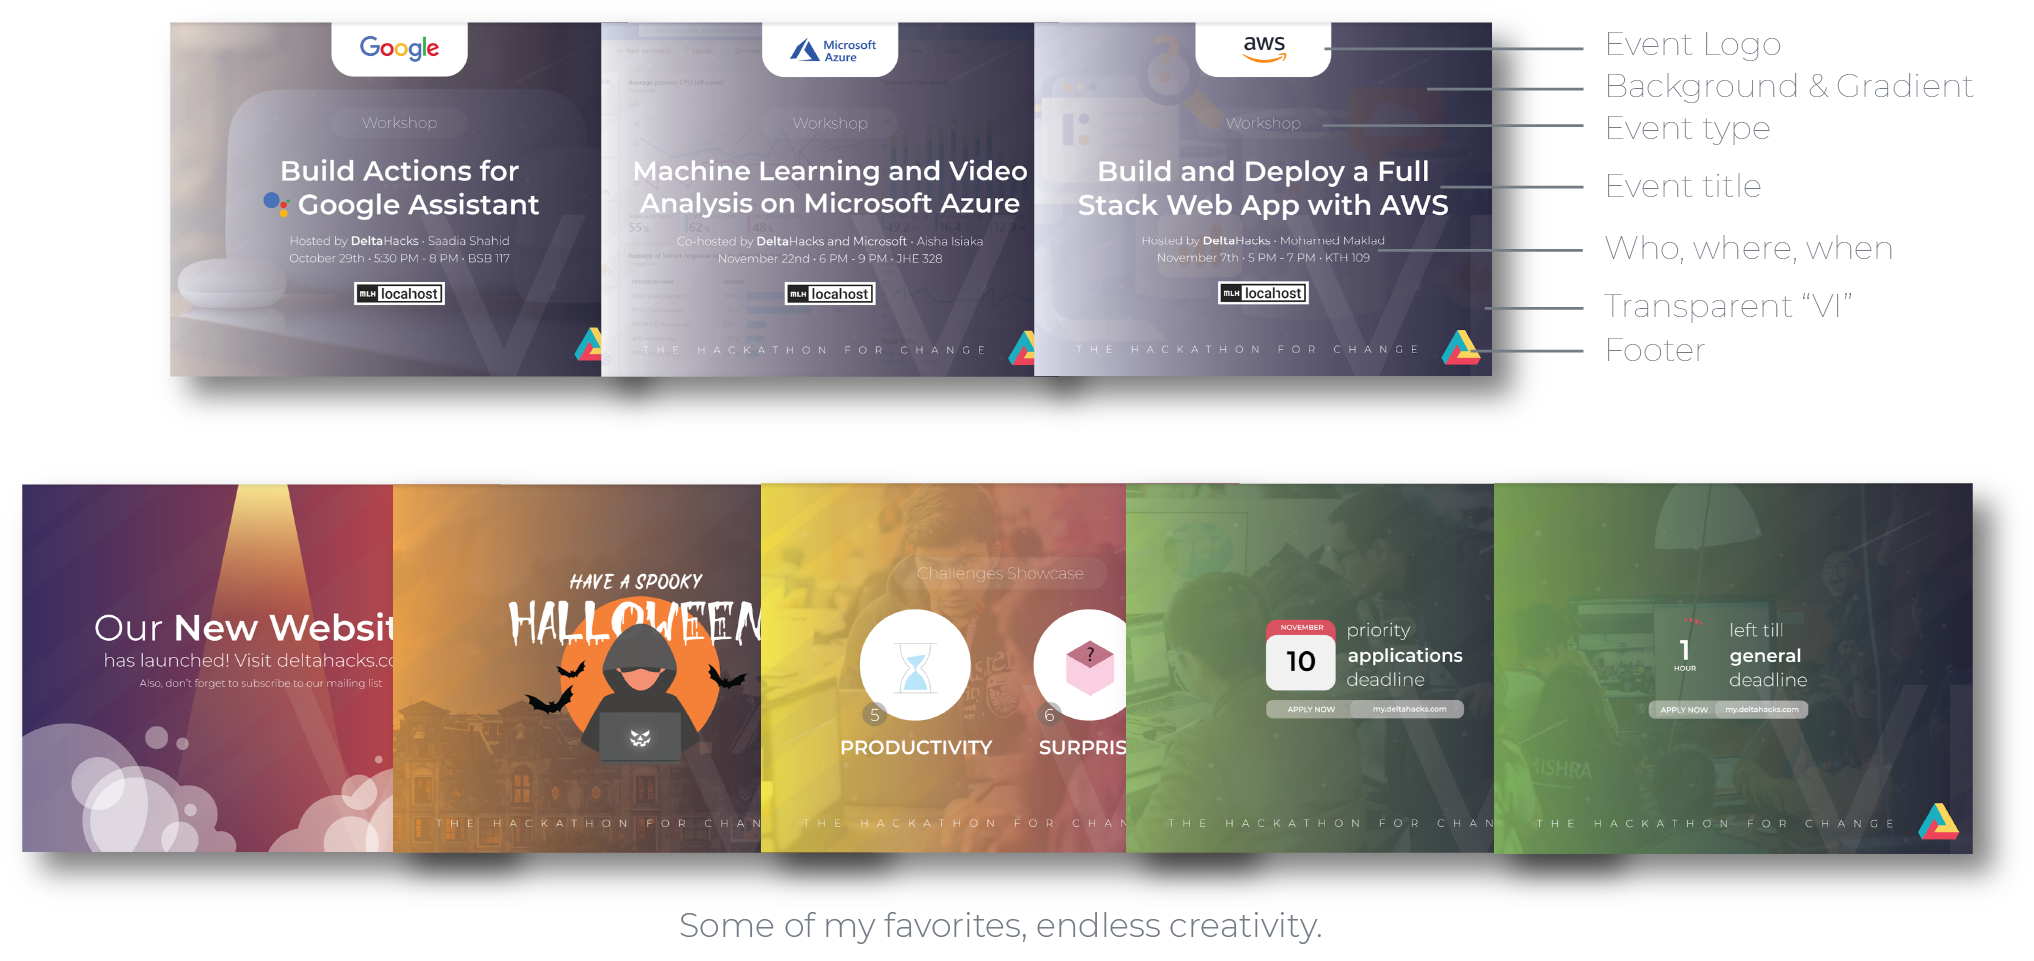 Google
Workshop
Build Actions for
Google Assistant
Hosted by DeltaHacks · Saadia Shahid
October 29th · 5:30 PM - 8 PM · BSB 117
MLH locahost
Microsoft
Azure
Workshop
Machine Learning and Video
Analysis on Microsoft Azure
Co-hosted by DeltaHacks and Microsoft · Aisha Isiaka
November 22nd · 6 PM - 9 PM · JHE 328
MLH locahost
THE HACKATHON FOR CHANGE
aws
Workshop
Build and Deploy a Full
Stack Web App with AWS
Hosted by DeltaHacks · Mohamed Maklad
November 7th · 5 PM - 7 PM · KTH 109
MLH locahost
THE HACKATHON FOR CHANGE
VI
Event Logo
Background & Gradient
Event type
Event title
Who, where, when
Transparent “VI”
Footer
Our New Websit
has launched! Visit deltahacks.co
Also, don't forget to subscribe to our mailing list
HAVE A SPOOKY
HALLOWEEN
THE HACKATHON FOR CHAN
Challenges Showcase
5
PRODUCTIVITY
?
6
SURPRIS
THE HACKATHON FOR CHAN
NOVEMBER
10
priority
applications
deadline
APPLY NOW my.deltahacks.com
THE HACKATHON FOR CHAN
1
HOUR
left till
general
deadline
APPLY NOW my.deltahacks.com
MISHRA
THE HACKATHON FOR CHANGE
VI
Some of my favorites, endless creativity.